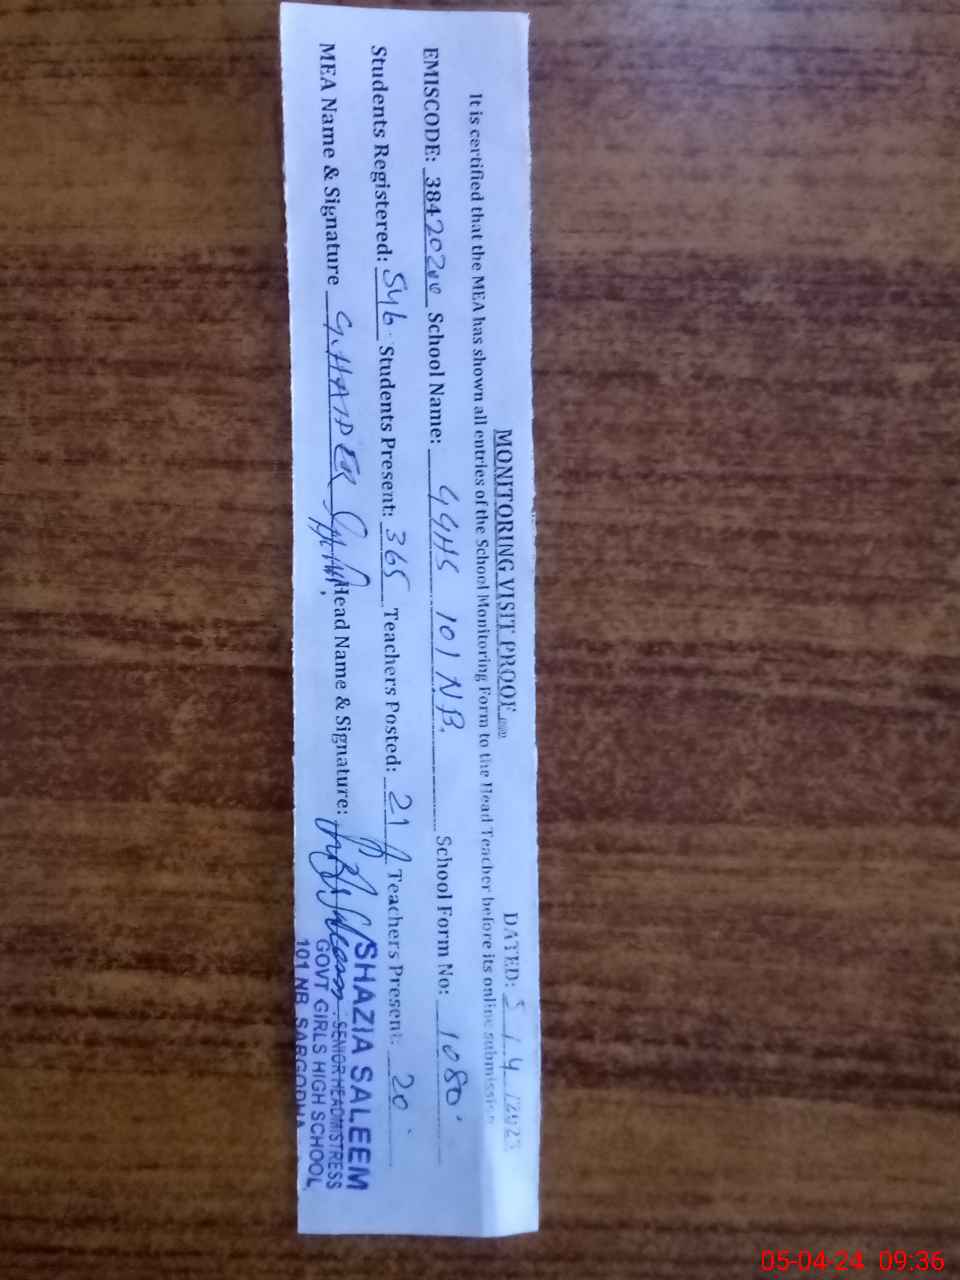 MONITORING VISIT PROOF DATED: 5/4/2023
It is certified that the MEA has shown all entries of the School Monitoring Form to the Head Teacher before its online submission
EMISCODE: 38420200 School Name: GGHS 101 NB. School Form No: 1080
Students Registered: 546 Students Present: 365 Teachers Posted: 21 Teachers Present: 20
MEA Name & Signature G.HAIDER Head Name & Signature:
SHAZIA SALEEM
SENIOR HEADMISTRESS
GOVT GIRLS HIGH SCHOOL
101 NB SARGODHA
05-04-24 09:36